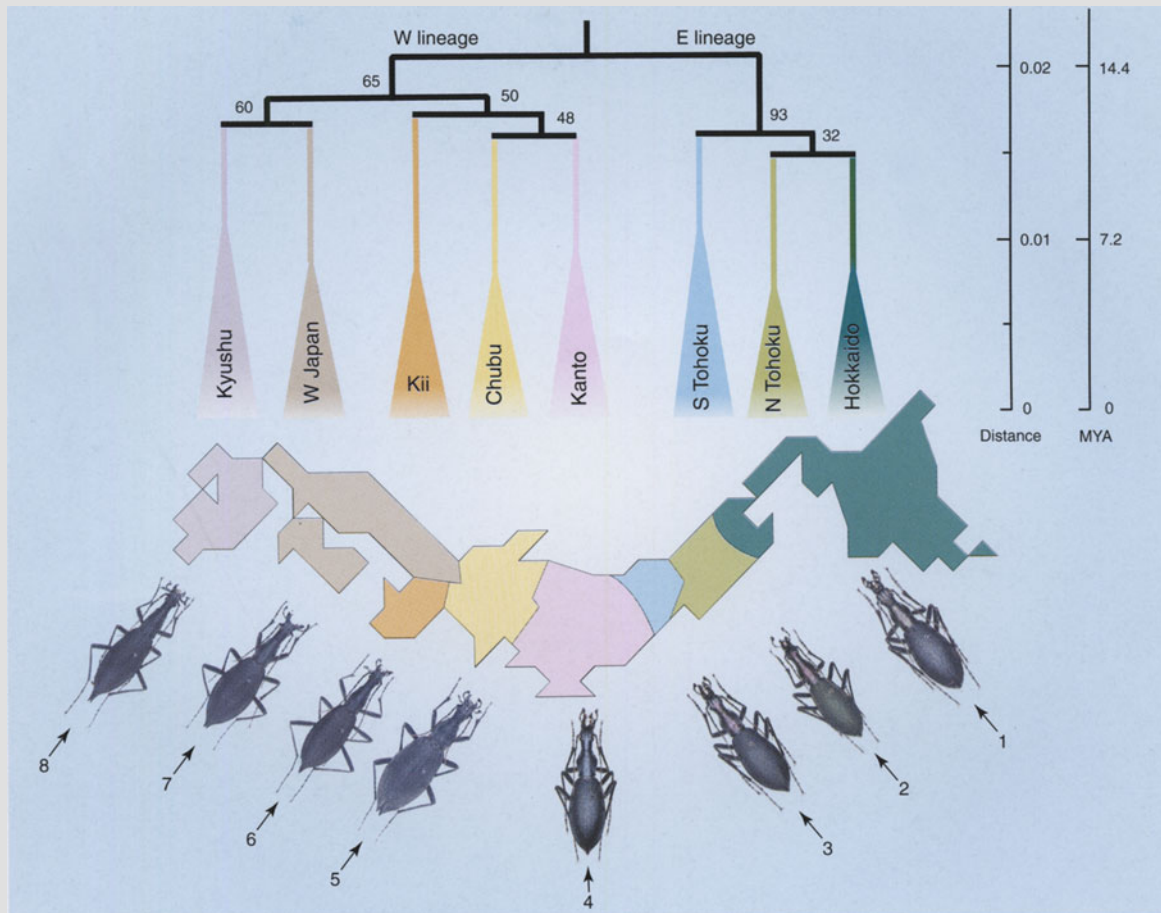 W lineage
E lineage
65
50
60
48
93
32
0.02
14.4
0.01
7.2
0
0
Distance
MYA
Kyushu
W Japan
Kii
Chubu
Kanto
S Tohoku
N Tohoku
Hokkaido
8
7
6
5
4
3
2
1